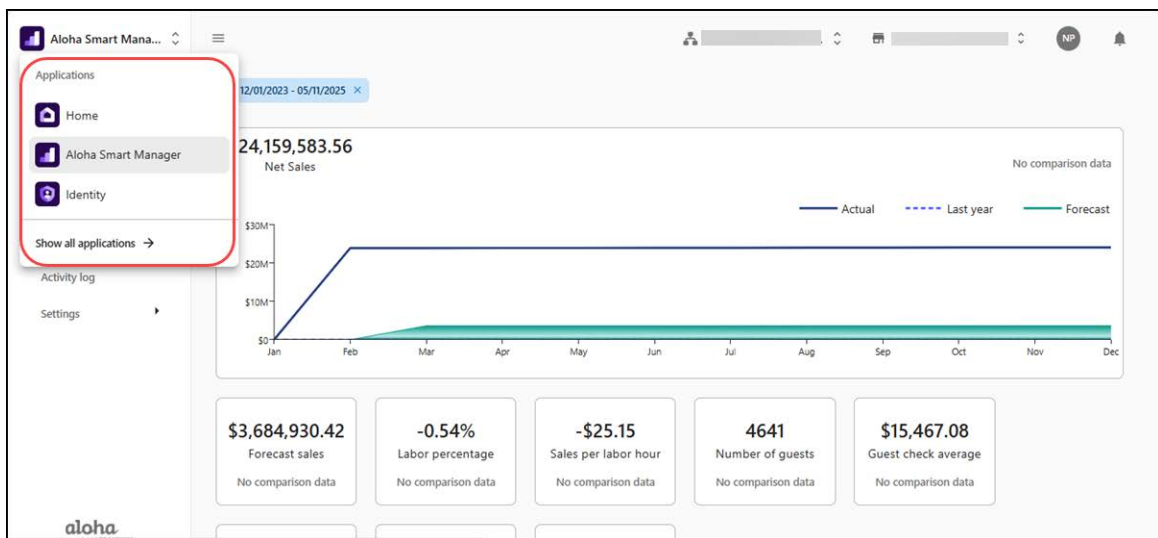 Aloha Smart Mana...
NP
Applications
Home
Aloha Smart Manager
Identity
Show all applications →
Activity log
Settings
12/01/2023 - 05/11/2025 ×
24,159,583.56
Net Sales
No comparison data
Actual
Last year
Forecast
$30M
$20M
$10M
$0
Jan Feb Mar Apr May Jun Jul Aug Sep Oct Nov Dec
$3,684,930.42
Forecast sales
No comparison data
-0.54%
Labor percentage
No comparison data
-$25.15
Sales per labor hour
No comparison data
4641
Number of guests
No comparison data
$15,467.08
Guest check average
No comparison data
aloha